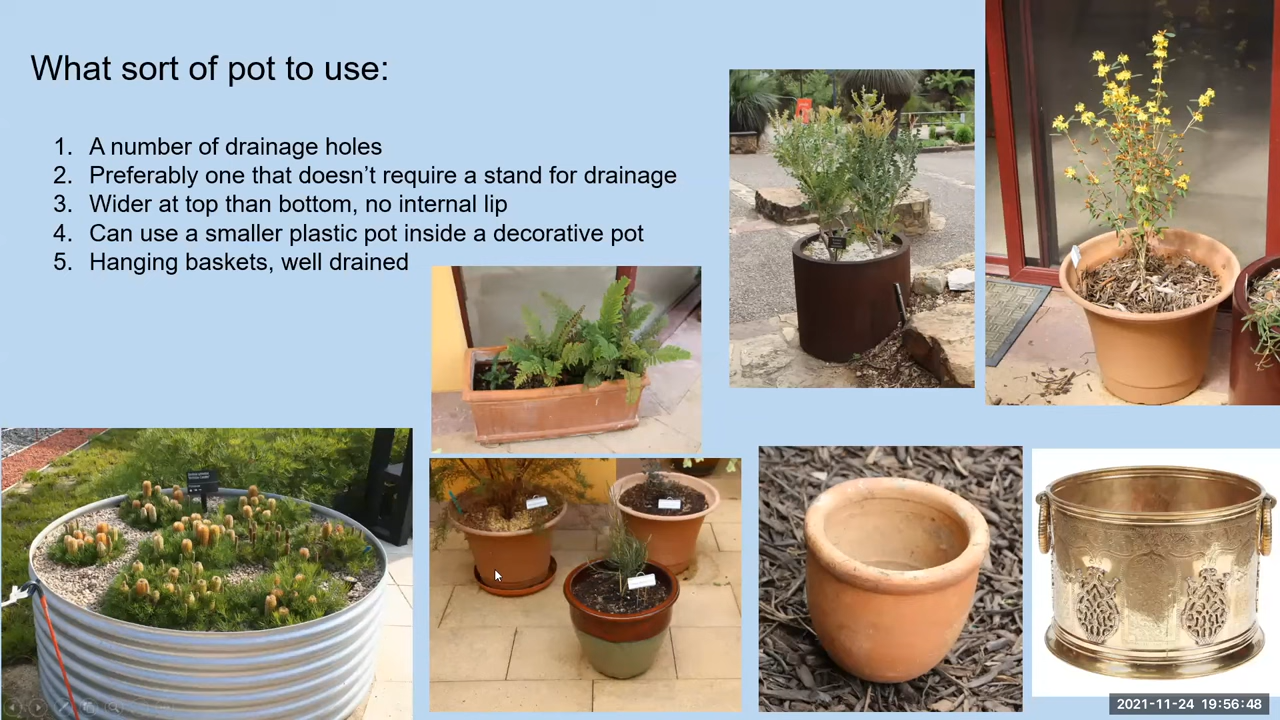 What sort of pot to use:
1. A number of drainage holes
2. Preferably one that doesn’t require a stand for drainage
3. Wider at top than bottom, no internal lip
4. Can use a smaller plastic pot inside a decorative pot
5. Hanging baskets, well drained
2021-11-24 19:56:48